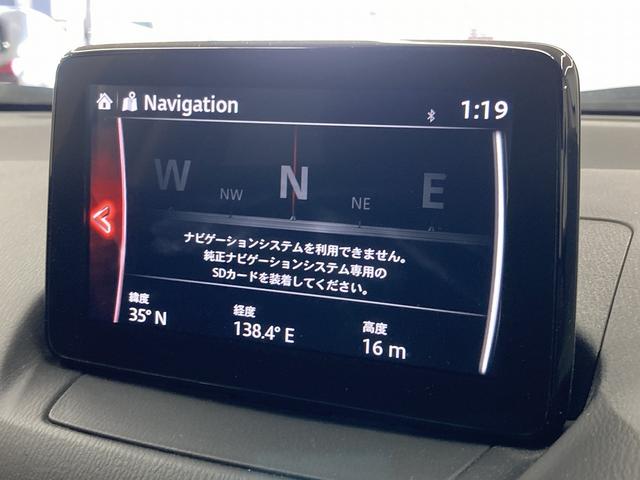 Navigation 1:19
W NW N NE E
ナビゲーションシステムを利用できません。
純正ナビゲーションシステム専用の
SDカードを装着してください。
緯度 経度 高度
35° N 138.4° E 16 m